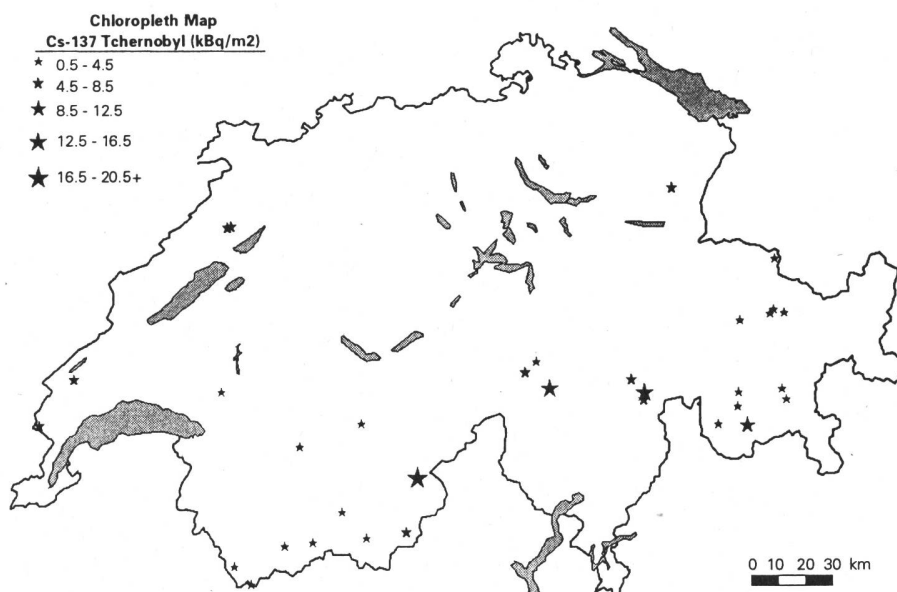 Chloropleth Map
Cs-137 Tchernobyl (kBq/m2)
0.5 - 4.5
4.5 - 8.5
8.5 - 12.5
12.5 - 16.5
16.5 - 20.5+
0 10 20 30 km